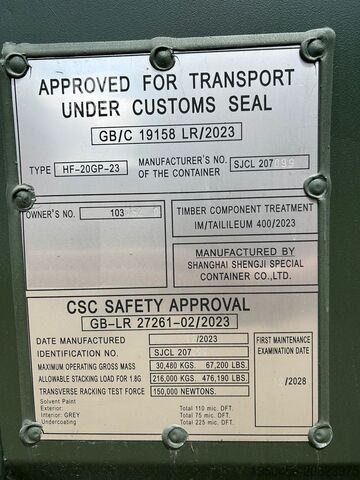 APPROVED FOR TRANSPORT
UNDER CUSTOMS SEAL
GB/C 19158 LR/2023
TYPE HF-20GP-23 MANUFACTURER'S NO. OF THE CONTAINER SJCL 207099
OWNER'S NO. 103
TIMBER COMPONENT TREATMENT
IM/TAILILEUM 400/2023
MANUFACTURED BY
SHANGHAI SHENGJI SPECIAL
CONTAINER CO.,LTD.
CSC SAFETY APPROVAL
GB-LR 27261-02/2023
DATE MANUFACTURED /2023
IDENTIFICATION NO. SJCL 207
MAXIMUM OPERATING GROSS MASS 30,480 KGS. 67,200 LBS.
ALLOWABLE STACKING LOAD FOR 1.8G 216,000 KGS. 476,190 LBS.
TRANSVERSE RACKING TEST FORCE 150,000 NEWTONS.
FIRST MAINTENANCE
EXAMINATION DATE
/2028
Solvent Paint
Exterior: Total 110 mic. DFT.
Interior: GREY Total 75 mic. DFT.
Undercoating Total 225 mic. DFT.